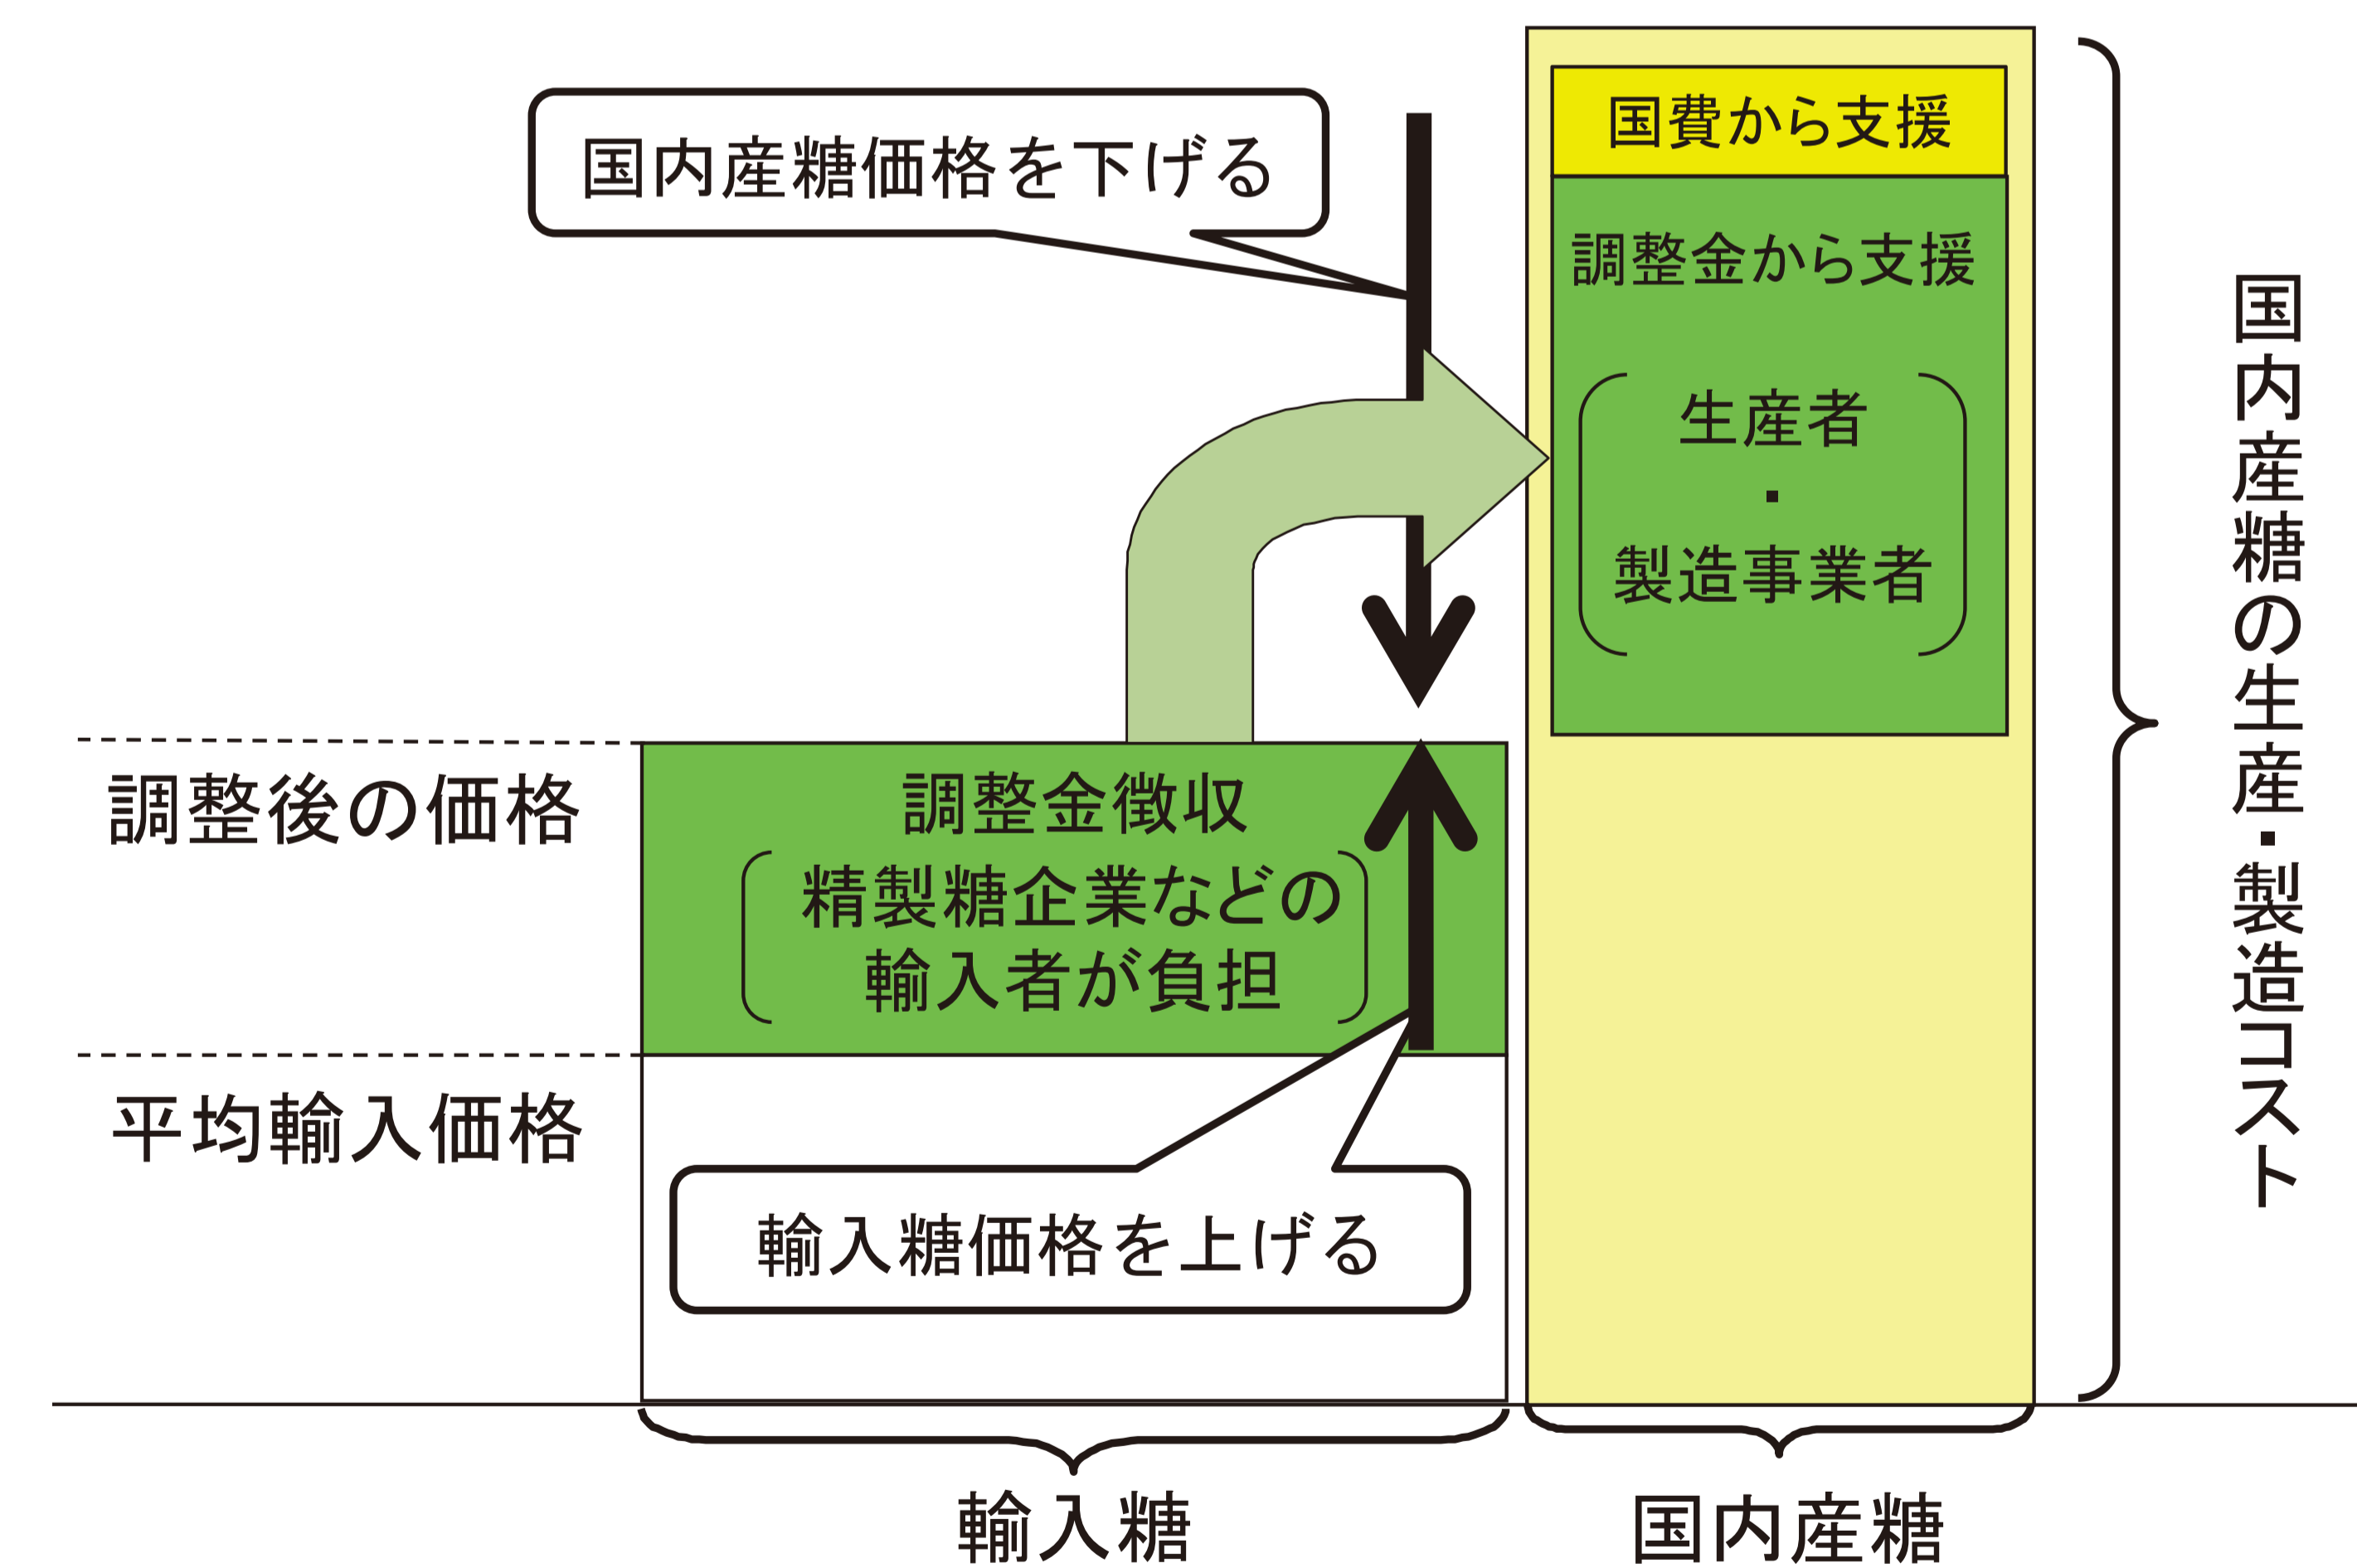 国から支援
国内産糖価格を下げる
調整金から支援
生産者
・
製造事業者
国内産糖の生産・製造コスト
調整後の価格
調整金徴収
精製糖企業などの
輸入者が負担
平均輸入価格
輸入糖価格を上げる
輸入糖
国内産糖